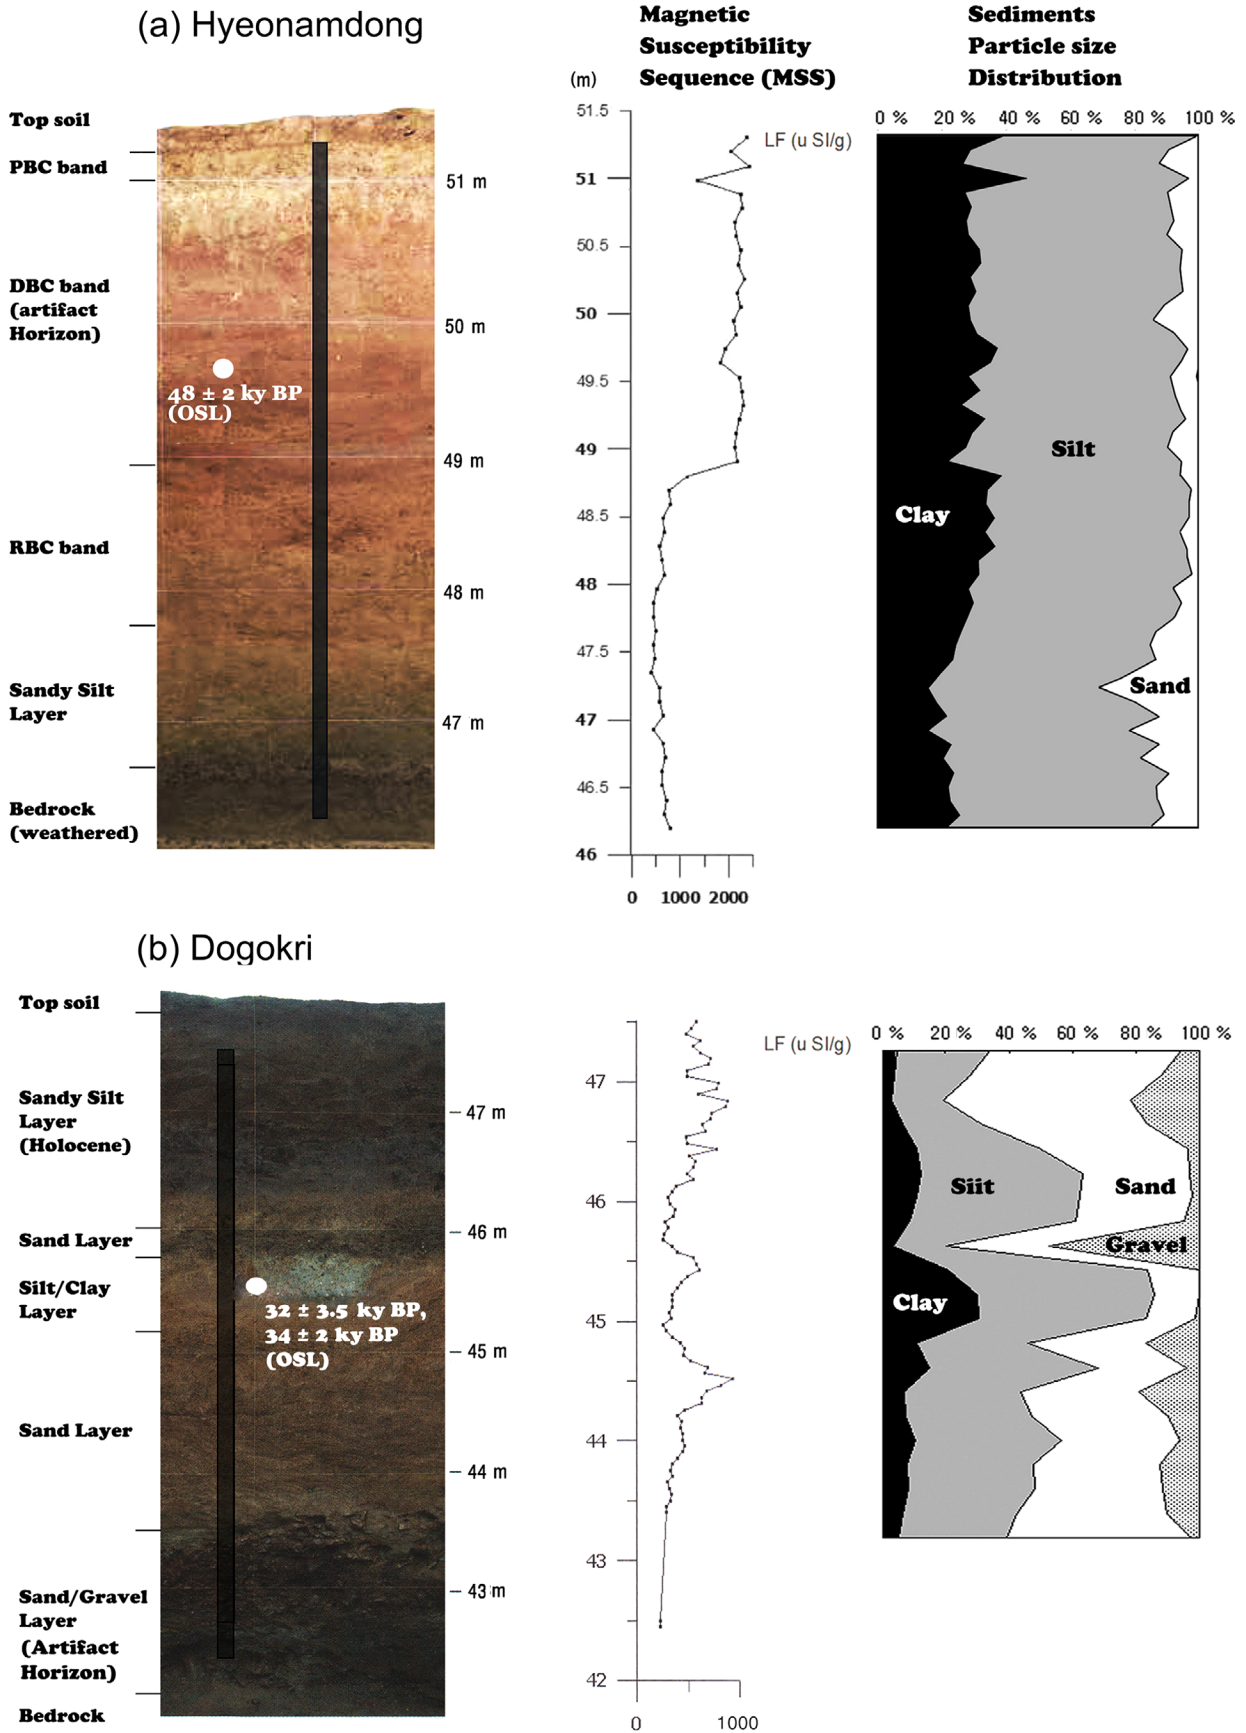 (a) Hyeonamdong
Magnetic
Susceptibility
Sequence (MSS)
Sediments
Particle size
Distribution
(m)
Top soil
PBC band
DBC band
(artifact
Horizon)
RBC band
Sandy Silt
Layer
Bedrock
(weathered)
48 ± 2 ky BP
(OSL)
51 m
50 m
49 m
48 m
47 m
51.5
51
50.5
50
49.5
49
48.5
48
47.5
47
46.5
46
0 1000 2000
LF (u SI/g)
0 % 20 % 40 % 60 % 80 % 100 %
Clay
Silt
Sand
(b) Dogokri
Top soil
Sandy Silt
Layer
(Holocene)
Sand Layer
Silt/Clay
Layer
Sand Layer
Sand/Gravel
Layer
(Artifact
Horizon)
Bedrock
32 ± 3.5 ky BP,
34 ± 2 ky BP
(OSL)
47 m
46 m
45 m
44 m
43 m
47
46
45
44
43
42
0 1000
LF (u SI/g)
0 % 20 % 40 % 60 % 80 % 100 %
Siit
Sand
Gravel
Clay